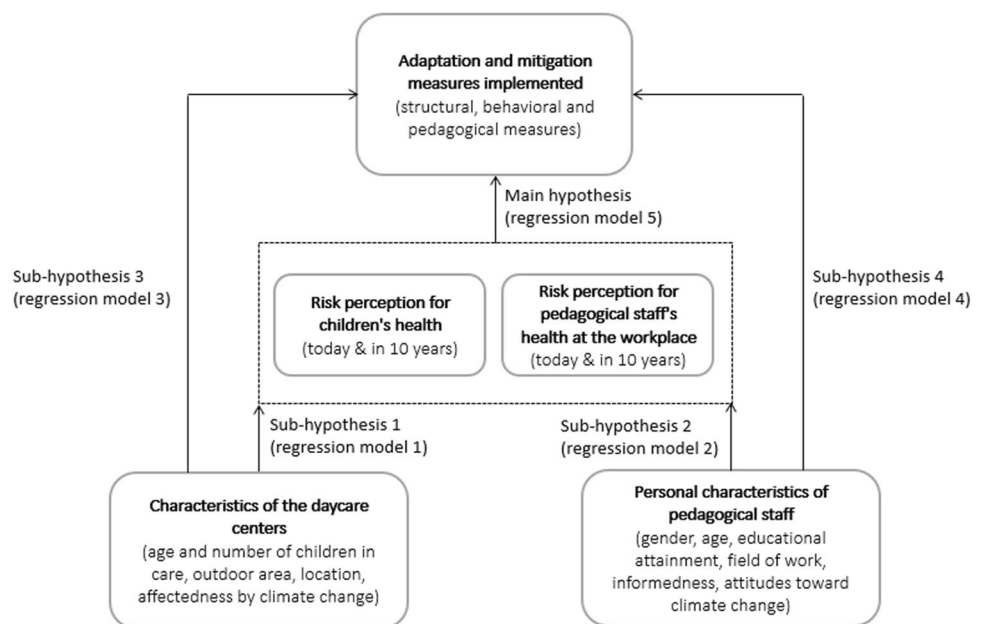 Adaptation and mitigation
measures implemented
(structural, behavioral and
pedagogical measures)
Main hypothesis
(regression model 5)
Sub-hypothesis 3
(regression model 3)
Sub-hypothesis 4
(regression model 4)
Risk perception for
children's health
(today & in 10 years)
Risk perception for
pedagogical staff's
health at the workplace
(today & in 10 years)
Sub-hypothesis 1
(regression model 1)
Sub-hypothesis 2
(regression model 2)
Characteristics of the daycare
centers
(age and number of children in
care, outdoor area, location,
affectedness by climate change)
Personal characteristics of
pedagogical staff
(gender, age, educational
attainment, field of work,
informedness, attitudes toward
climate change)